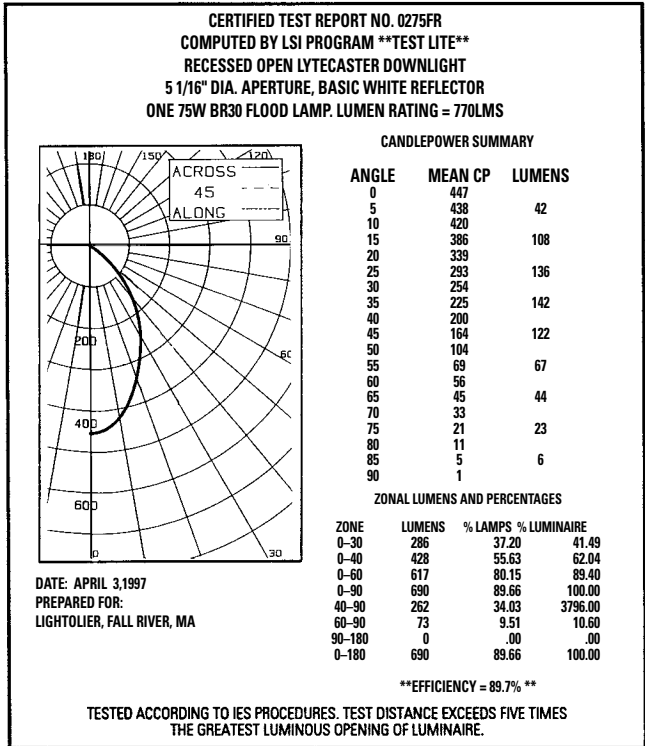 CERTIFIED TEST REPORT NO. 0275FR
COMPUTED BY LSI PROGRAM **TEST LITE**
RECESSED OPEN LYTECASTER DOWNLIGHT
5 1/16" DIA. APERTURE, BASIC WHITE REFLECTOR
ONE 75W BR30 FLOOD LAMP. LUMEN RATING = 770LMS
180 150 120
ACROSS
45
ALONG
90
200
60
400
600
0 30
DATE: APRIL 3,1997
PREPARED FOR:
LIGHTOLIER, FALL RIVER, MA
CANDLEPOWER SUMMARY
ANGLE MEAN CP LUMENS
0 447
5 438 42
10 420
15 386 108
20 339
25 293 136
30 254
35 225 142
40 200
45 164 122
50 104
55 69 67
60 56
65 45 44
70 33
75 21 23
80 11
85 5 6
90 1
ZONAL LUMENS AND PERCENTAGES
ZONE LUMENS % LAMPS % LUMINAIRE
0–30 286 37.20 41.49
0–40 428 55.63 62.04
0–60 617 80.15 89.40
0–90 690 89.66 100.00
40–90 262 34.03 3796.00
60–90 73 9.51 10.60
90–180 0 .00 .00
0–180 690 89.66 100.00
**EFFICIENCY = 89.7% **
TESTED ACCORDING TO IES PROCEDURES. TEST DISTANCE EXCEEDS FIVE TIMES
THE GREATEST LUMINOUS OPENING OF LUMINAIRE.